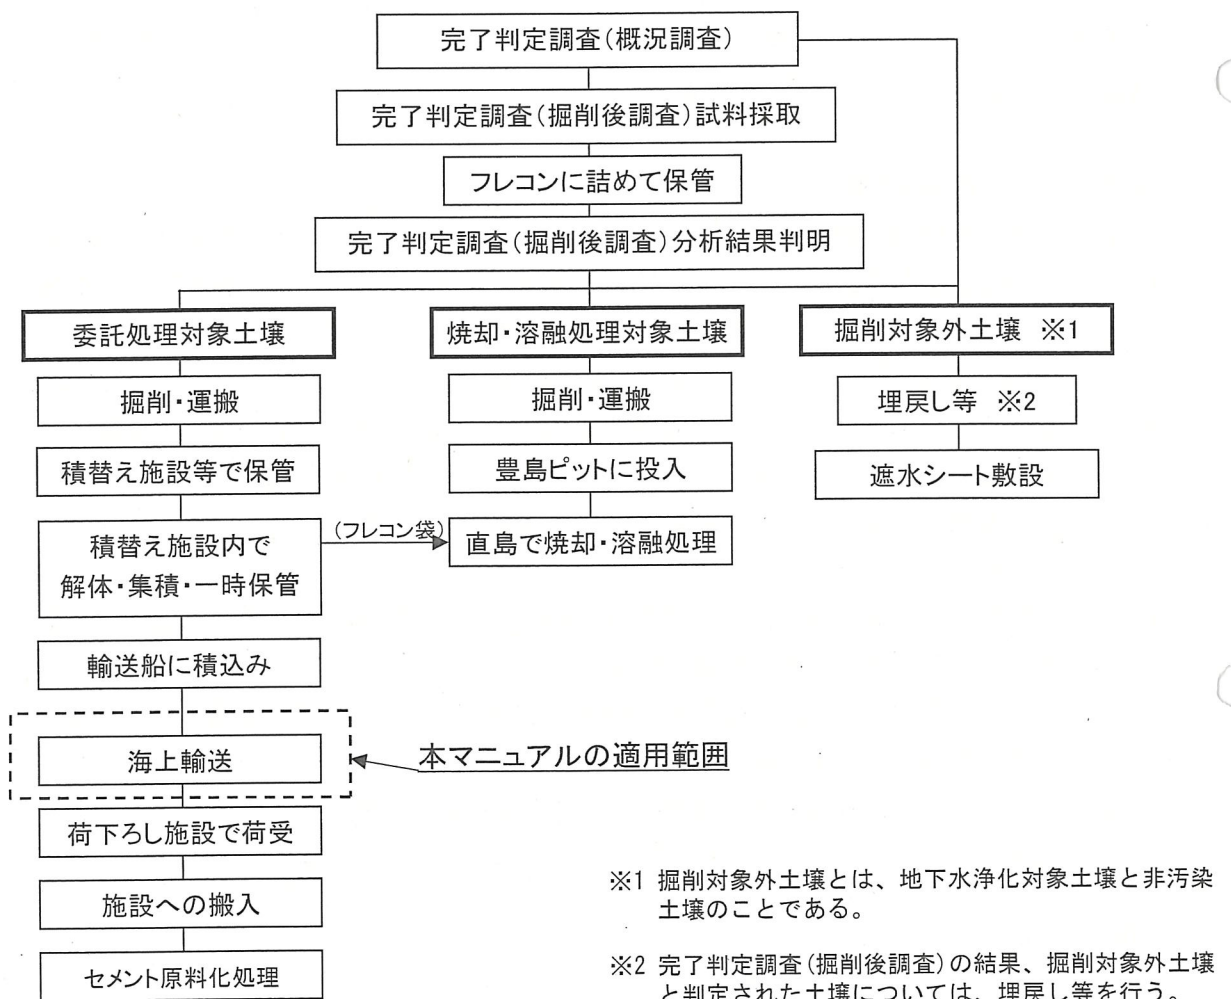 完了判定調査(概況調査)
完了判定調査(掘削後調査)試料採取
フレコンに詰めて保管
完了判定調査(掘削後調査)分析結果判明
委託処理対象土壌
掘削・運搬
積替え施設等で保管
積替え施設内で
解体・集積・一時保管
(フレコン袋)
輸送船に積込み
海上輸送
本マニュアルの適用範囲
荷下ろし施設で荷受
施設への搬入
セメント原料化処理
焼却・溶融処理対象土壌
掘削・運搬
豊島ピットに投入
直島で焼却・溶融処理
掘削対象外土壌 ※1
埋戻し等 ※2
遮水シート敷設
※1 掘削対象外土壌とは、地下水浄化対象土壌と非汚染
土壌のことである。
※2 完了判定調査(掘削後調査)の結果、掘削対象外土壌
と判定された土壌については、埋戻し等を行う。